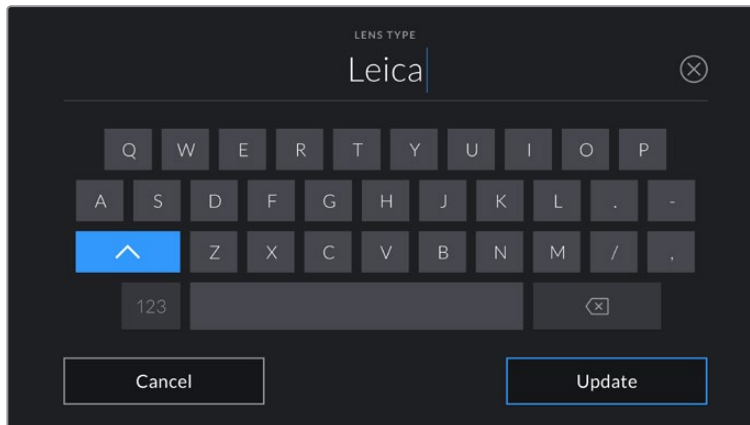 LENS TYPE
Leica
Q W E R T Y U I O P
A S D F G H J K L . -
Z X C V B N M / ,
123
Cancel Update